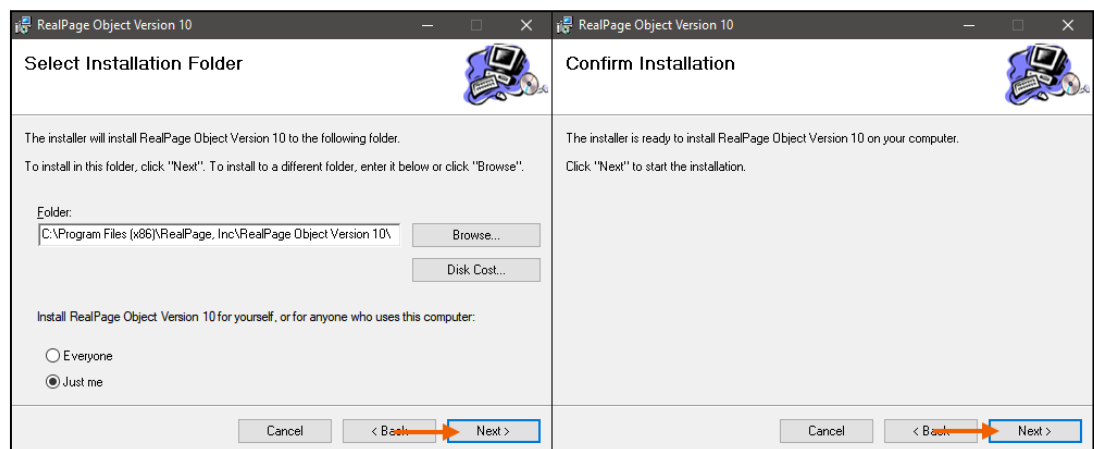 RealPage Object Version 10
Select Installation Folder
The installer will install RealPage Object Version 10 to the following folder.
To install in this folder, click "Next". To install to a different folder, enter it below or click "Browse".
Folder:
C:\Program Files (x86)\RealPage, Inc\RealPage Object Version 10\
Browse...
Disk Cost...
Install RealPage Object Version 10 for yourself, or for anyone who uses this computer:
Everyone
Just me
Cancel
< Back
Next >
RealPage Object Version 10
Confirm Installation
The installer is ready to install RealPage Object Version 10 on your computer.
Click "Next" to start the installation.
Cancel
< Back
Next >